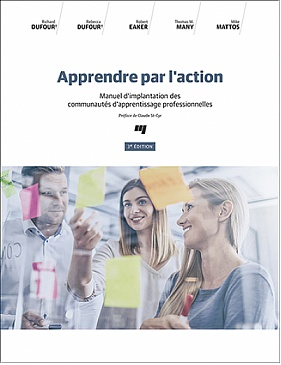 Richard
DUFOUR†
Rebecca
DUFOUR†
Robert
EAKER
Thomas W.
MANY
Mike
MATTOS
Apprendre par l'action
Manuel d'implantation des
communautés d'apprentissage professionnelles
Préface de Claude St-Cyr
3e ÉDITION